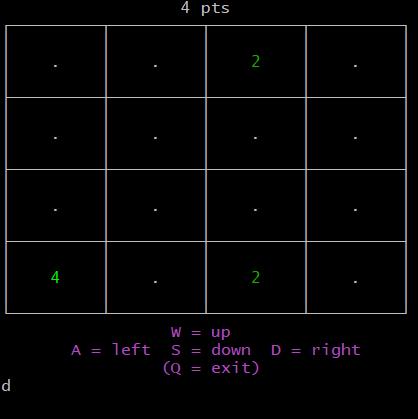 4 pts
. . 2 .
. . . .
. . . .
4 . 2 .
W = up
A = left S = down D = right
(Q = exit)
d